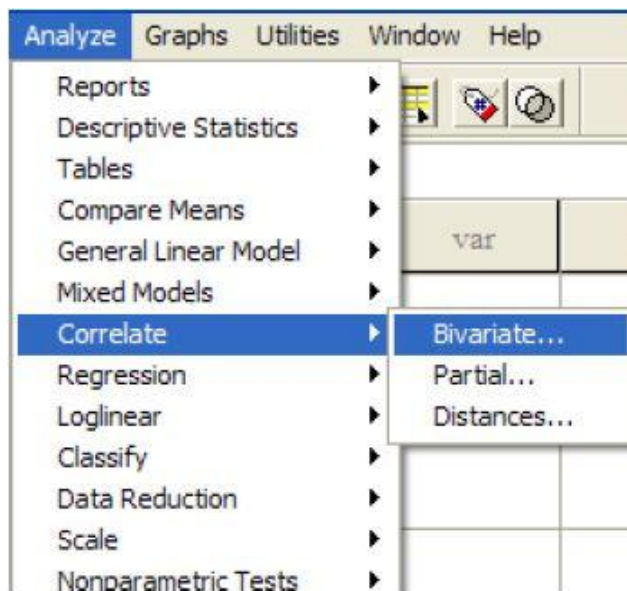 Analyze Graphs Utilities Window Help
Reports
Descriptive Statistics
Tables
Compare Means
var
General Linear Model
Mixed Models
Correlate
Bivariate...
Regression
Partial...
Loglinear
Distances...
Classify
Data Reduction
Scale
Nonparametric Tests